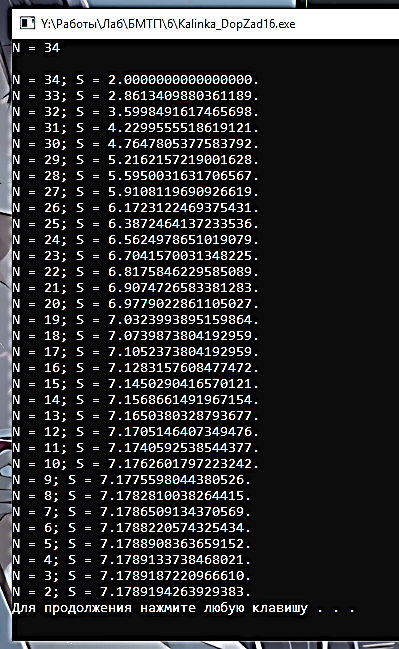 Y:\Работы\Лаб\БМТП\6\Kalinka_DopZad16.exe
N = 34
N = 34; S = 2.0000000000000000.
N = 33; S = 2.8613409880361189.
N = 32; S = 3.5998491617465698.
N = 31; S = 4.2299555518619121.
N = 30; S = 4.7647805377583792.
N = 29; S = 5.2162157219001628.
N = 28; S = 5.5950031631706567.
N = 27; S = 5.9108119690926619.
N = 26; S = 6.1723122469375431.
N = 25; S = 6.3872464137233536.
N = 24; S = 6.5624978651019079.
N = 23; S = 6.7041570031348225.
N = 22; S = 6.8175846229585089.
N = 21; S = 6.9074726583381283.
N = 20; S = 6.9779022861105027.
N = 19; S = 7.0323993895159864.
N = 18; S = 7.0739873804192959.
N = 17; S = 7.1052373804192959.
N = 16; S = 7.1283157608477472.
N = 15; S = 7.1450290416570121.
N = 14; S = 7.1568661491967154.
N = 13; S = 7.1650380328793677.
N = 12; S = 7.1705146407349476.
N = 11; S = 7.1740592538544377.
N = 10; S = 7.1762601797223242.
N = 9; S = 7.1775598044380526.
N = 8; S = 7.1782810038264415.
N = 7; S = 7.1786509134370569.
N = 6; S = 7.1788220574325434.
N = 5; S = 7.1788908363659152.
N = 4; S = 7.1789133738468021.
N = 3; S = 7.1789187220966610.
N = 2; S = 7.1789194263929383.
Для продолжения нажмите любую клавишу . . .